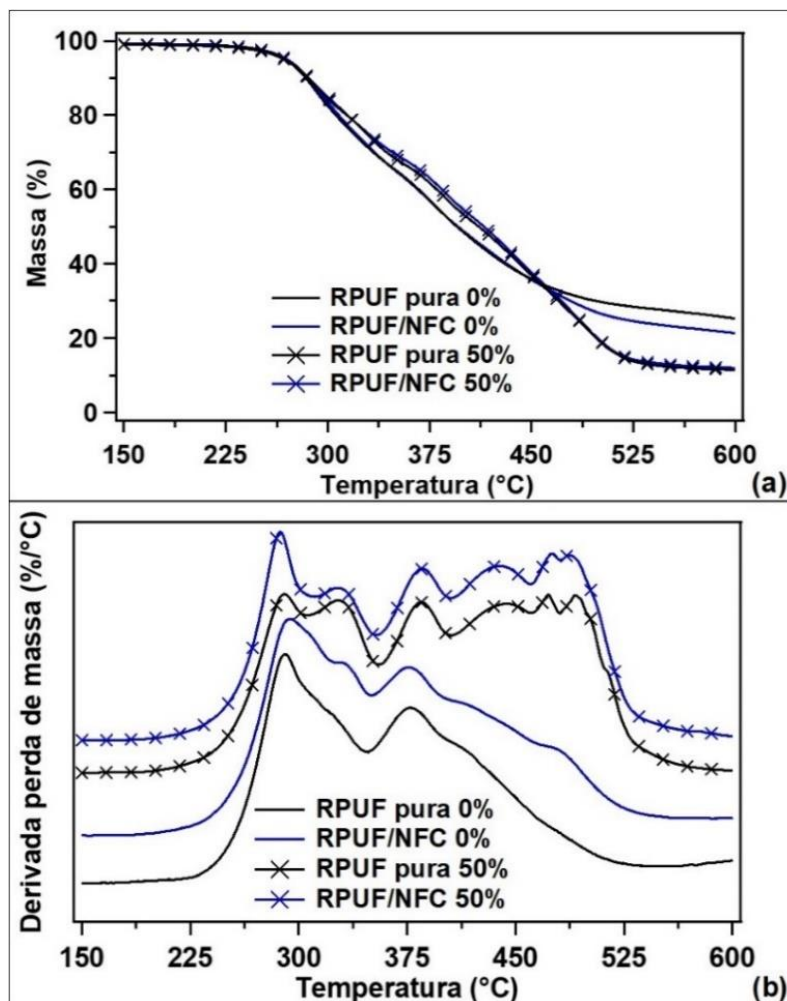 100
80
60
40
20
0
Massa (%)
RPUF pura 0%
RPUF/NFC 0%
RPUF pura 50%
RPUF/NFC 50%
150 225 300 375 450 525 600
Temperatura (°C)
(a)
Derivada perda de massa (%/°C)
RPUF pura 0%
RPUF/NFC 0%
RPUF pura 50%
RPUF/NFC 50%
150 225 300 375 450 525 600
Temperatura (°C)
(b)